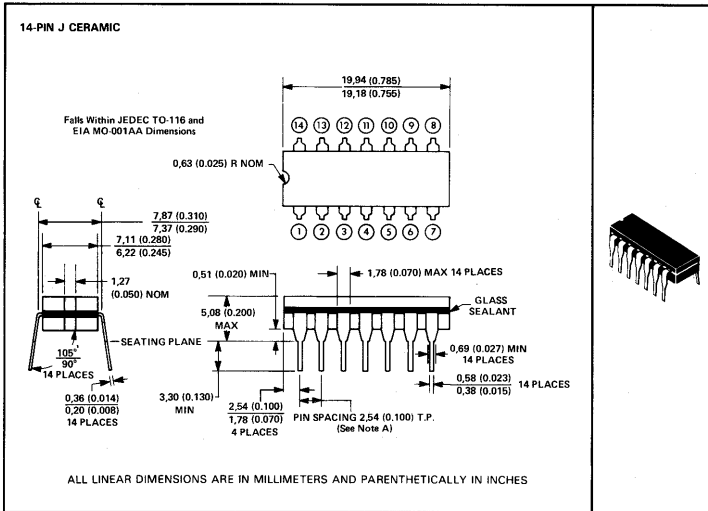 14-PIN J CERAMIC
19,94 (0.785)
19,18 (0.755)
Falls Within JEDEC TO-116 and
EIA MO-001AA Dimensions
14 13 12 11 10 9 8
0,63 (0.025) R NOM
1 2 3 4 5 6 7
℄ ℄
7,87 (0.310)
7,37 (0.290)
7,11 (0.280)
6,22 (0.245)
1,27
(0.050) NOM
0,51 (0.020) MIN
1,78 (0.070) MAX 14 PLACES
5,08 (0.200)
MAX
GLASS
SEALANT
SEATING PLANE
105°
90°
14 PLACES
0,69 (0.027) MIN
14 PLACES
0,36 (0.014)
0,20 (0.008)
14 PLACES
3,30 (0.130)
MIN
0,58 (0.023)
0,38 (0.015)
14 PLACES
2,54 (0.100)
1,78 (0.070)
4 PLACES
PIN SPACING 2,54 (0.100) T.P.
(See Note A)
ALL LINEAR DIMENSIONS ARE IN MILLIMETERS AND PARENTHETICALLY IN INCHES